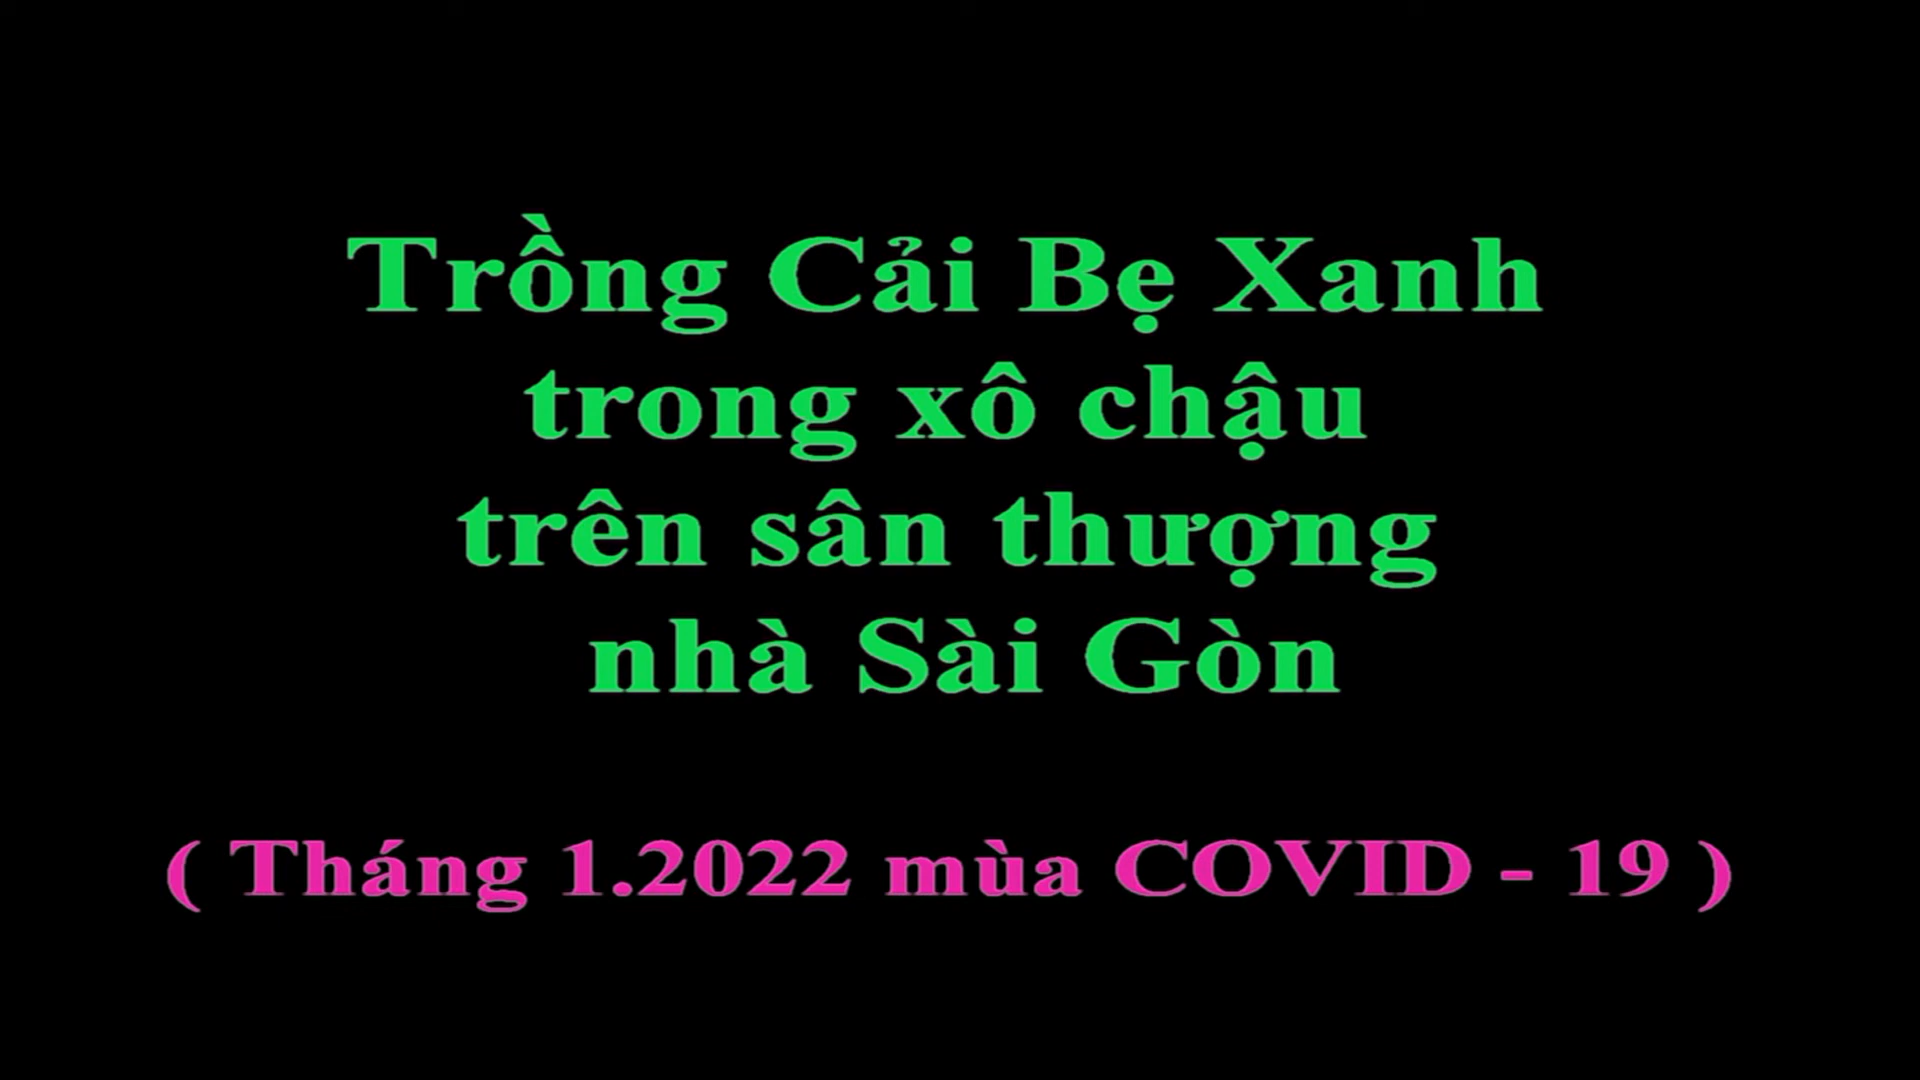 Trồng Cải Bẹ Xanh
trong xô chậu
trên sân thượng
nhà Sài Gòn
( Tháng 1.2022 mùa COVID - 19 )